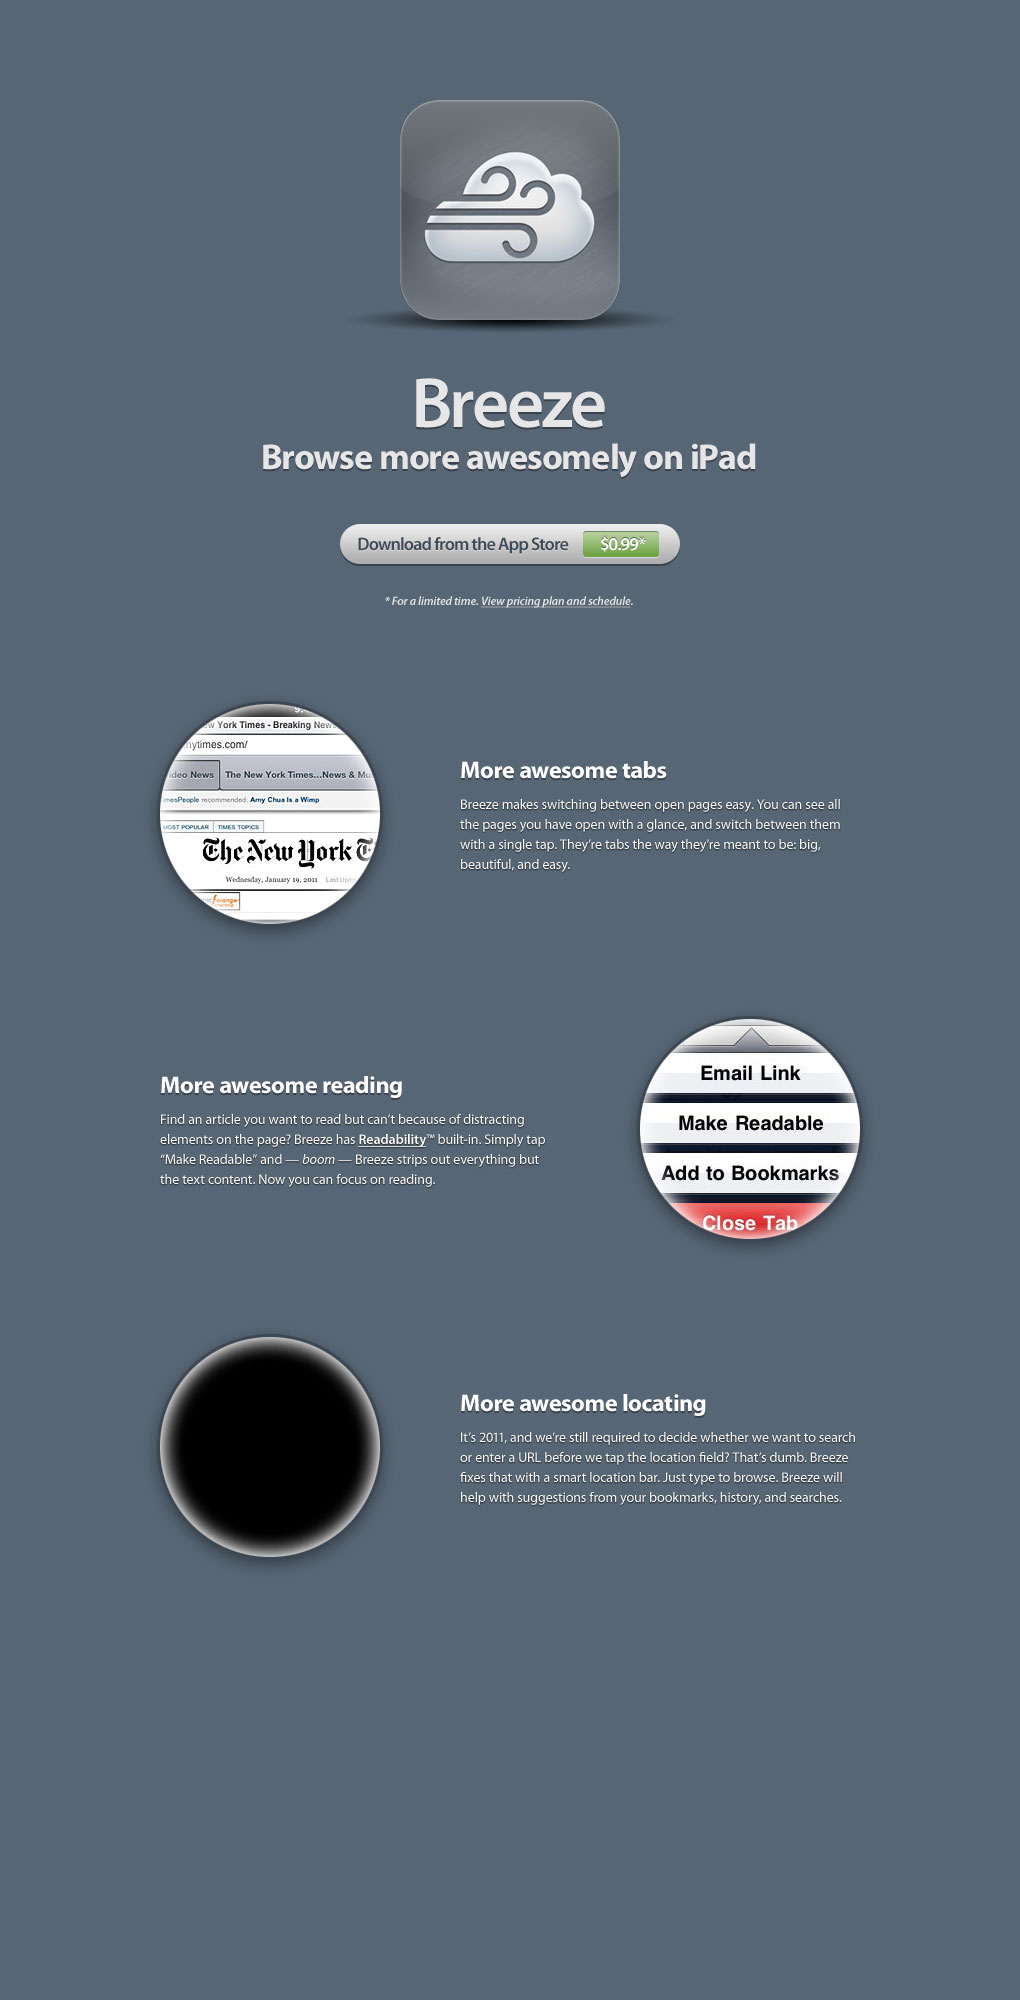 Breeze
Browse more awesomely on iPad
Download from the App Store $0.99*
* For a limited time. View pricing plan and schedule.
York Times - Breaking News
nytimes.com/
deo News The New York Times...News & Mu
mesPeople recommended: Amy Chua Is a Wimp
MOST POPULAR TIMES TOPICS
The New York T
Wednesday, January 19, 2011 Last Upd
orange
More awesome tabs
Breeze makes switching between open pages easy. You can see all
the pages you have open with a glance, and switch between them
with a single tap. They’re tabs the way they’re meant to be: big,
beautiful, and easy.
More awesome reading
Find an article you want to read but can’t because of distracting
elements on the page? Breeze has Readability™ built-in. Simply tap
“Make Readable” and — boom — Breeze strips out everything but
the text content. Now you can focus on reading.
Email Link
Make Readable
Add to Bookmarks
Close Tab
More awesome locating
It’s 2011, and we’re still required to decide whether we want to search
or enter a URL before we tap the location field? That’s dumb. Breeze
fixes that with a smart location bar. Just type to browse. Breeze will
help with suggestions from your bookmarks, history, and searches.